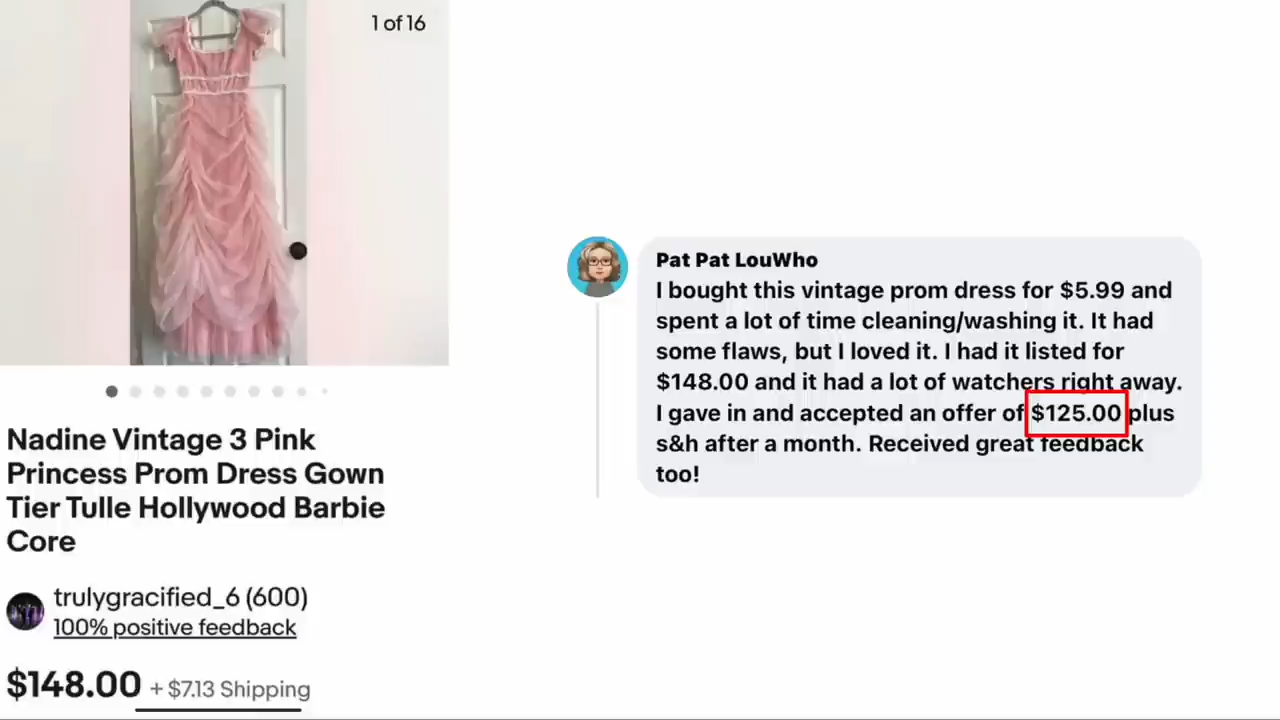 1 of 16
Nadine Vintage 3 Pink
Princess Prom Dress Gown
Tier Tulle Hollywood Barbie
Core
trulygracified_6 (600)
100% positive feedback
$148.00 + $7.13 Shipping
Pat Pat LouWho
I bought this vintage prom dress for $5.99 and
spent a lot of time cleaning/washing it. It had
some flaws, but I loved it. I had it listed for
$148.00 and it had a lot of watchers right away.
I gave in and accepted an offer of $125.00 plus
s&h after a month. Received great feedback
too!